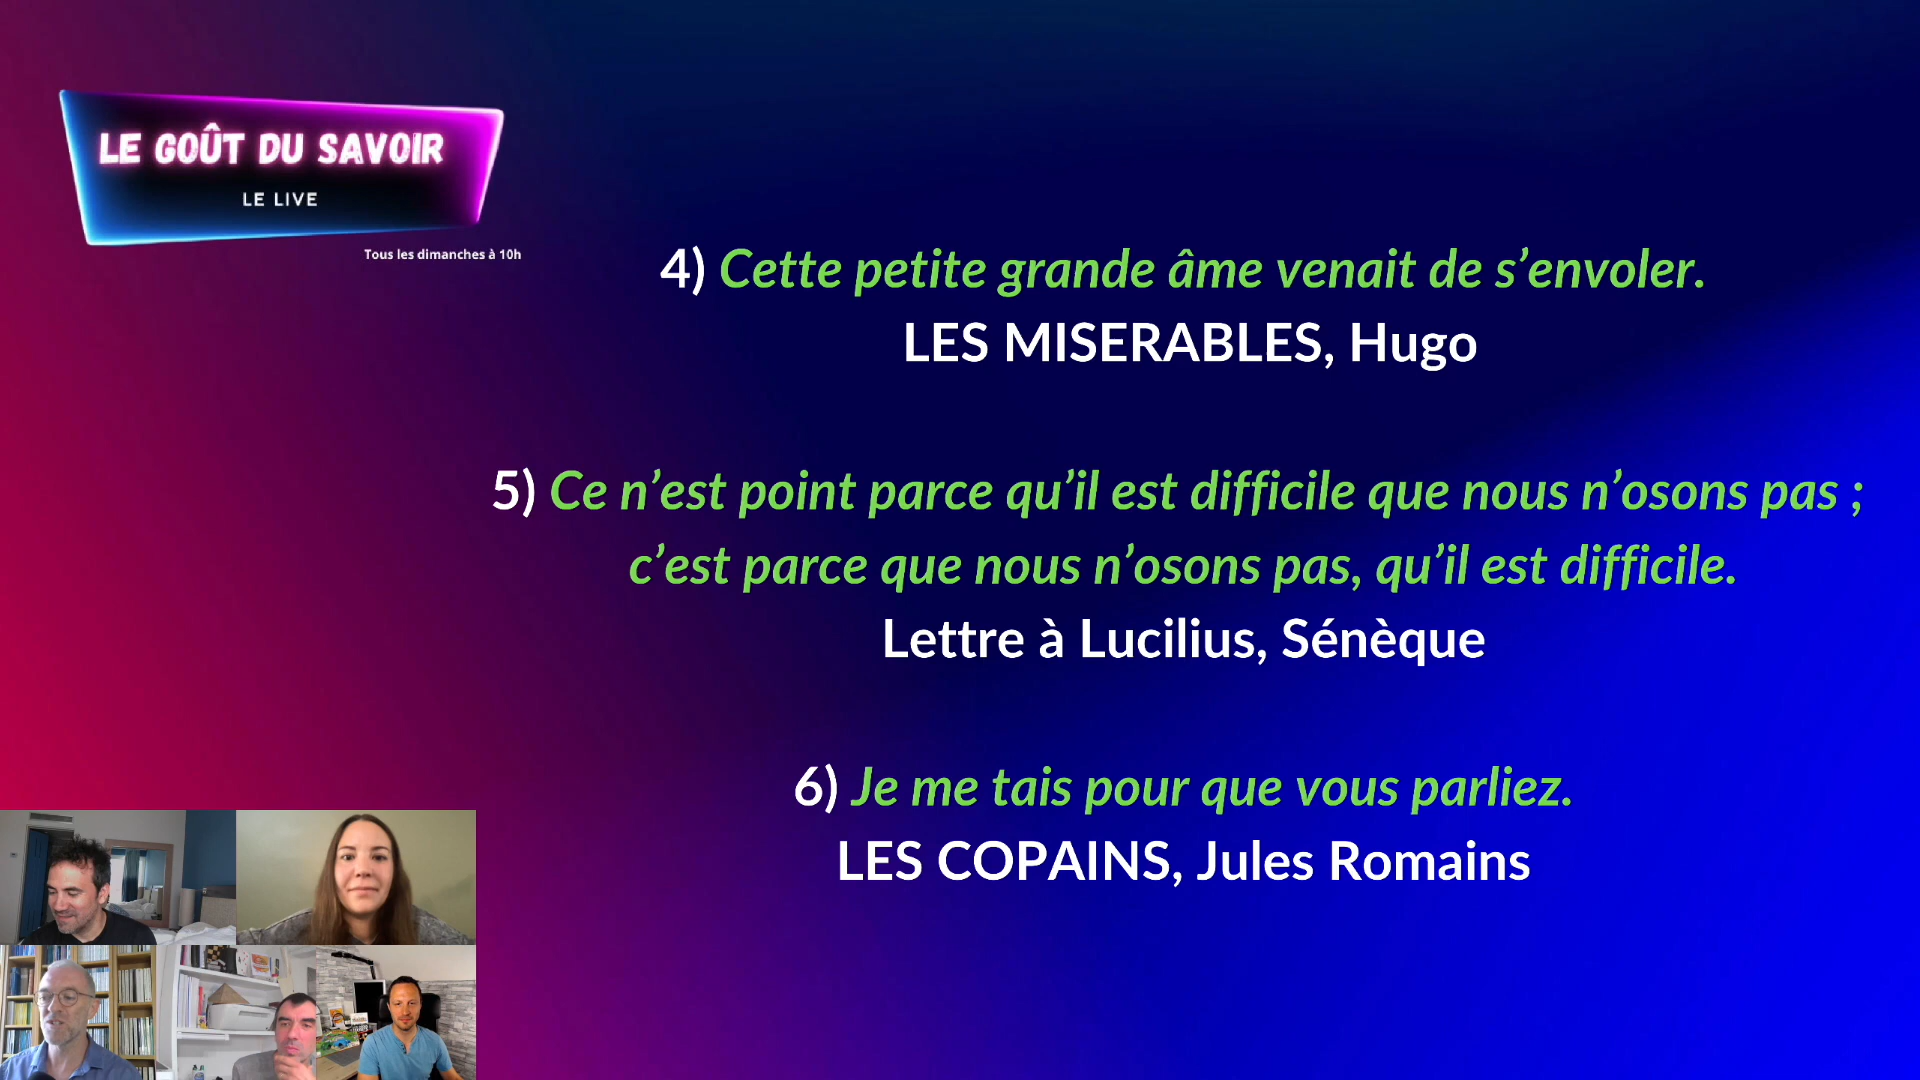 LE GOÛT DU SAVOIR
LE LIVE
Tous les dimanches à 10h
4) Cette petite grande âme venait de s’envoler.
LES MISERABLES, Hugo
5) Ce n’est point parce qu’il est difficile que nous n’osons pas ;
c’est parce que nous n’osons pas, qu’il est difficile.
Lettre à Lucilius, Sénèque
6) Je me tais pour que vous parliez.
LES COPAINS, Jules Romains